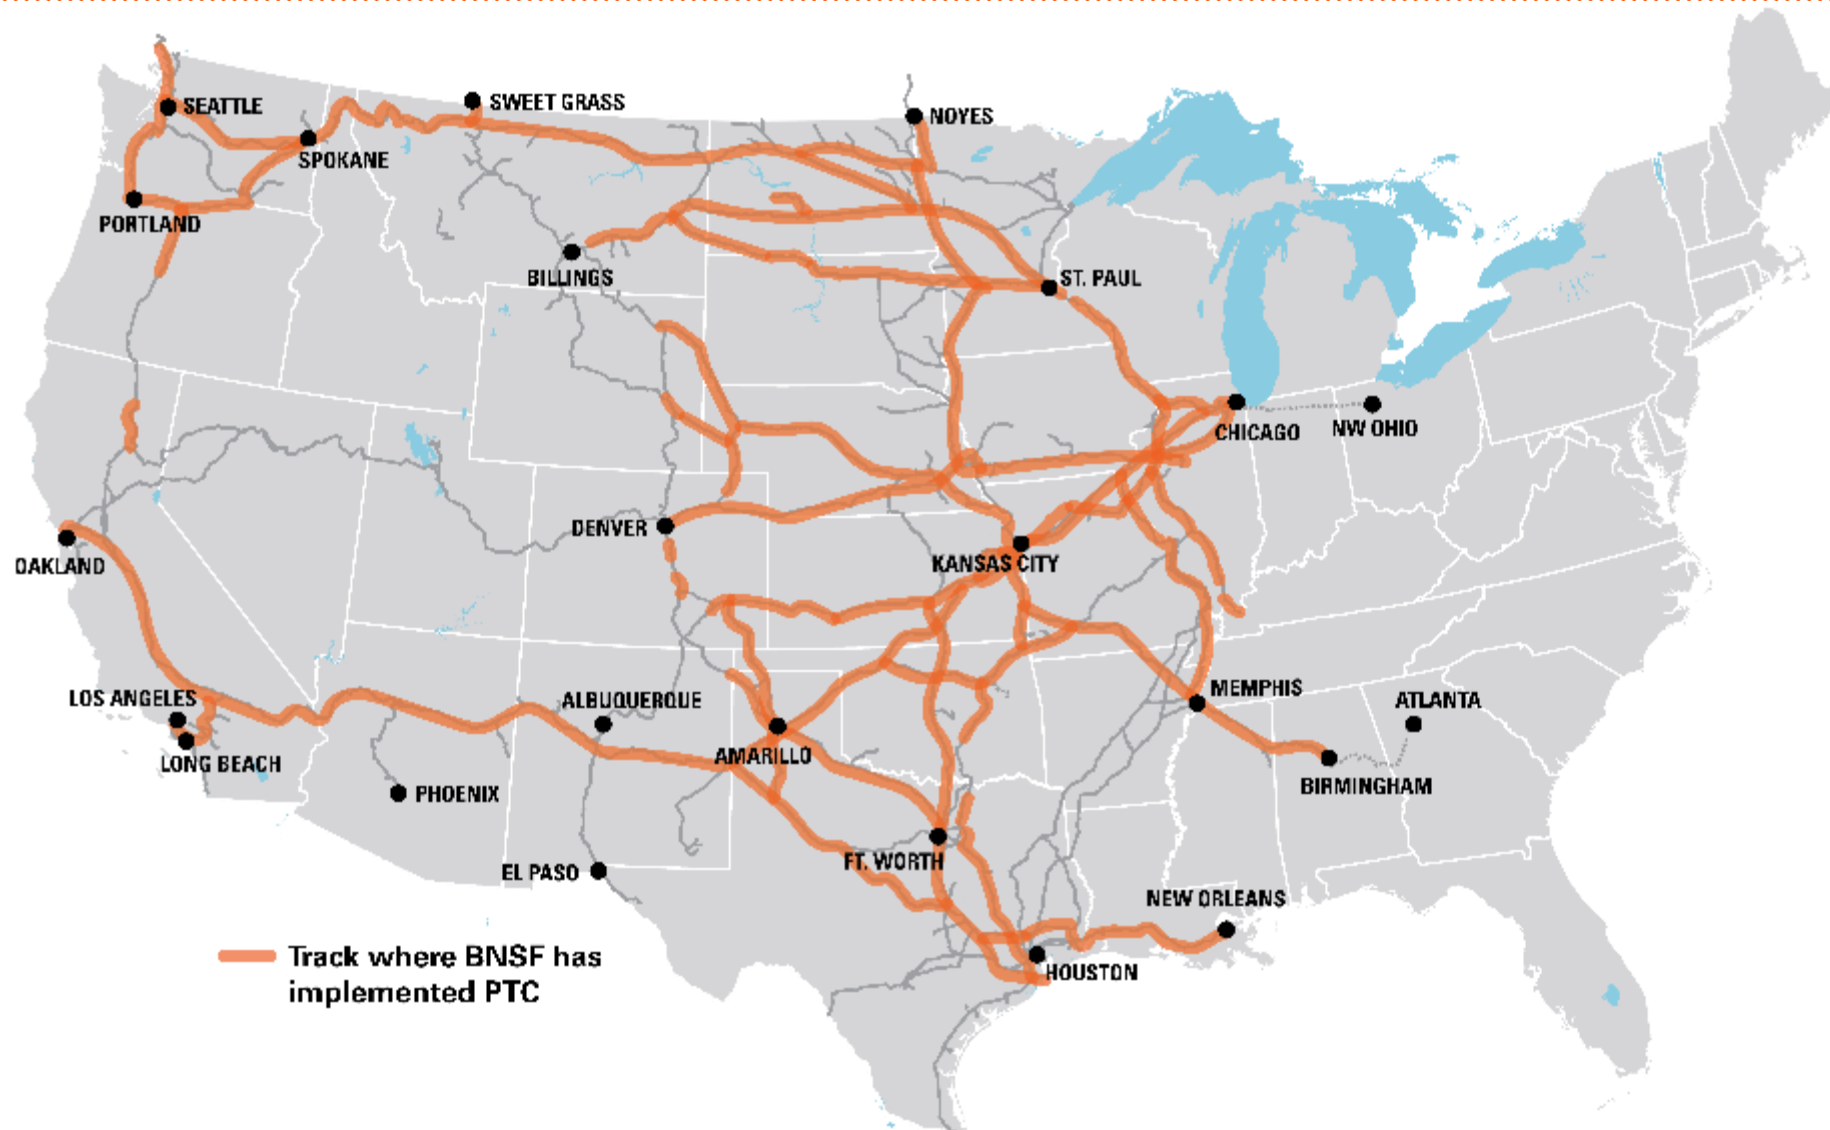 SEATTLE
SWEET GRASS
NOYES
SPOKANE
PORTLAND
BILLINGS
ST. PAUL
CHICAGO
NW OHIO
DENVER
OAKLAND
KANSAS CITY
LOS ANGELES
ALBUQUERQUE
MEMPHIS
ATLANTA
LONG BEACH
AMARILLO
PHOENIX
BIRMINGHAM
EL PASO
FT. WORTH
NEW ORLEANS
HOUSTON
Track where BNSF has
implemented PTC